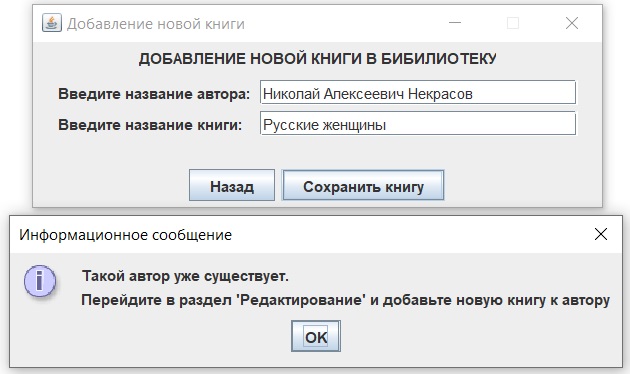 Добавление новой книги
ДОБАВЛЕНИЕ НОВОЙ КНИГИ В БИБИЛИОТЕКУ
Введите название автора: Николай Алексеевич Некрасов
Введите название книги: Русские женщины
Назад Сохранить книгу
Информационное сообщение
Такой автор уже существует.
Перейдите в раздел 'Редактирование' и добавьте новую книгу к автору
OK